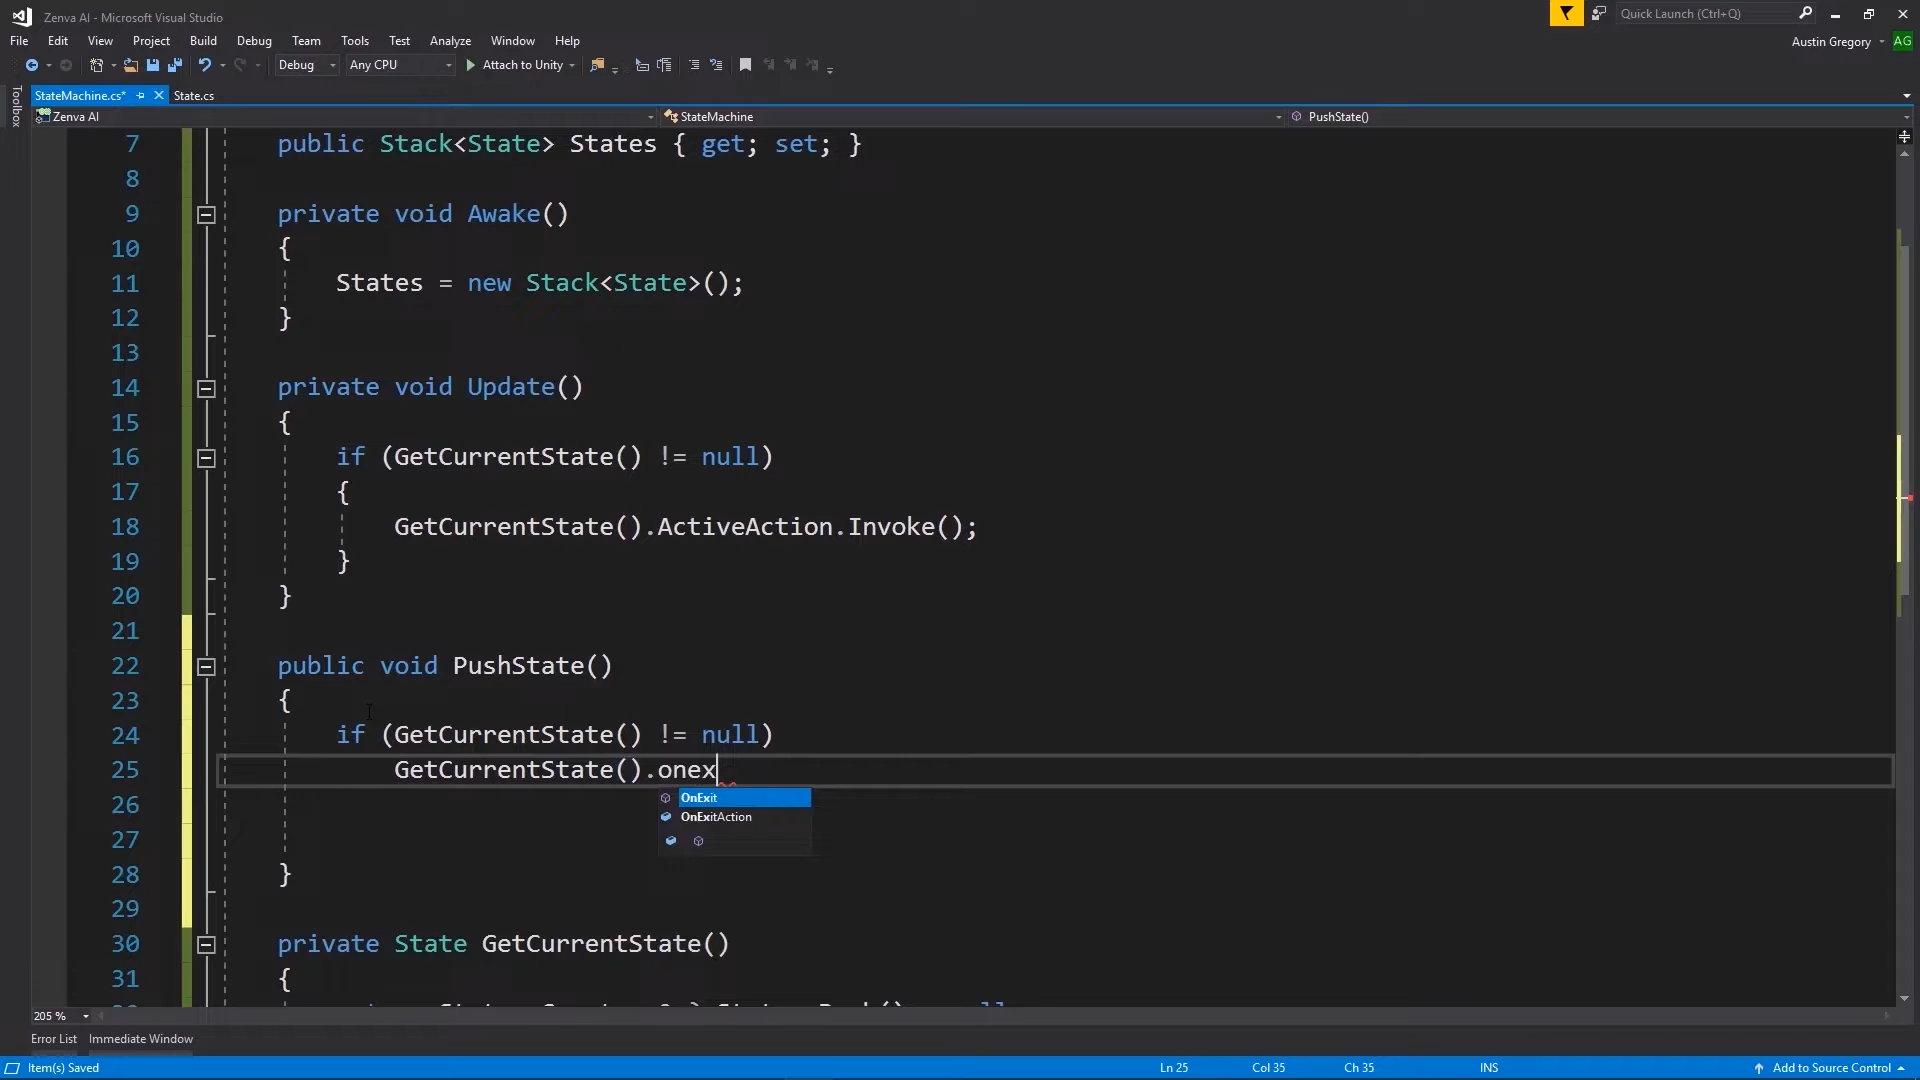 Zenva AI - Microsoft Visual Studio
Quick Launch (Ctrl+Q)
File Edit View Project Build Debug Team Tools Test Analyze Window Help
Austin Gregory AG
Debug Any CPU Attach to Unity
Toolbox
StateMachine.cs* State.cs
Zenva AI StateMachine PushState()
7 public Stack<State> States { get; set; }
8
9 private void Awake()
10 {
11 States = new Stack<State>();
12 }
13
14 private void Update()
15 {
16 if (GetCurrentState() != null)
17 {
18 GetCurrentState().ActiveAction.Invoke();
19 }
20 }
21
22 public void PushState()
23 {
24 if (GetCurrentState() != null)
25 GetCurrentState().onex
OnExit
26
OnExitAction
27
28 }
29
30 private State GetCurrentState()
31 {
205 %
Error List Immediate Window
Item(s) Saved Ln 25 Col 35 Ch 35 INS Add to Source Control